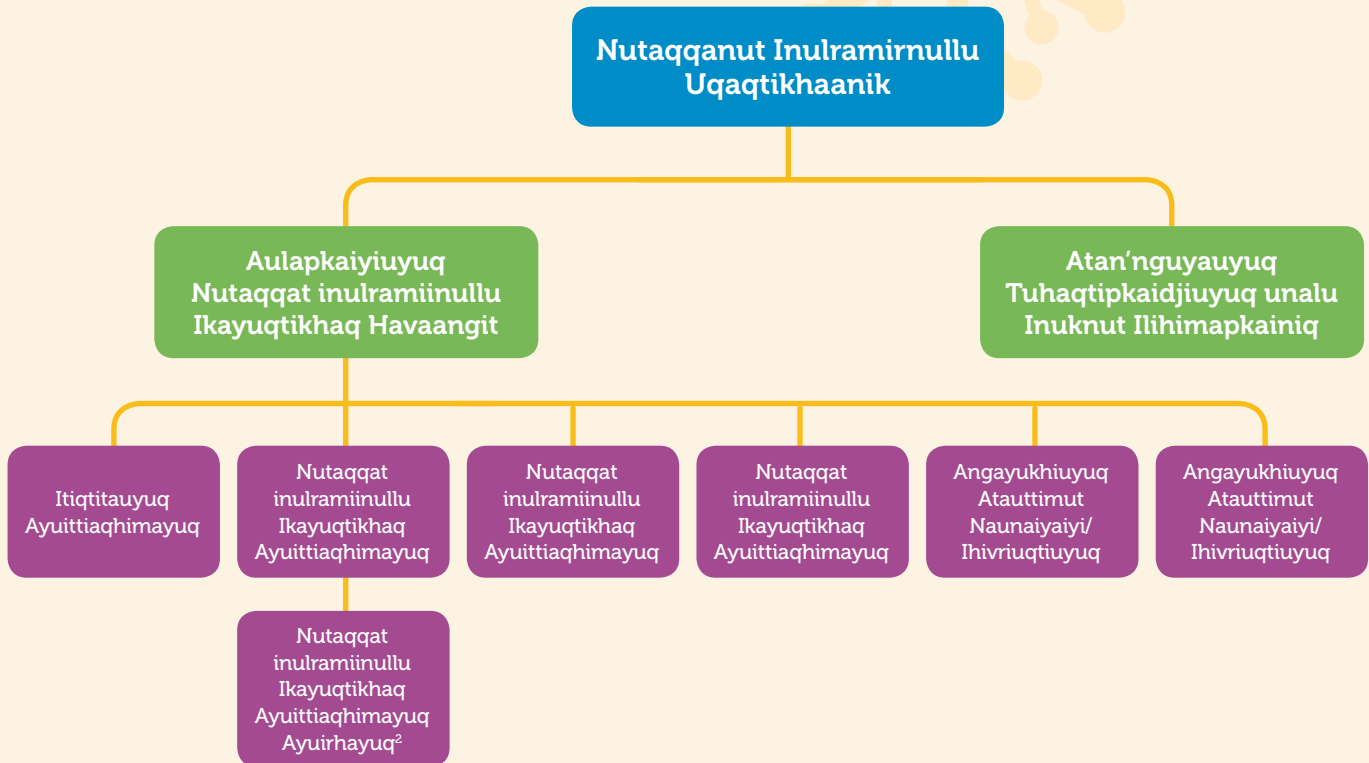 Nutaqqanut Inulramirnullu
Uqaqtikhaanik
Aulapkaiyiuyuq
Nutaqqat inulramiinullu
Ikayuqtikhaq Havaangit
Atan’nguyauyuq
Tuhaqtipkaidjiuyuq unalu
Inuknut Ilihimapkainiq
Itiqtitauyuq
Ayuittiaqhimayuq
Nutaqqat
inulramiinullu
Ikayuqtikhaq
Ayuittiaqhimayuq
Nutaqqat
inulramiinullu
Ikayuqtikhaq
Ayuittiaqhimayuq
Nutaqqat
inulramiinullu
Ikayuqtikhaq
Ayuittiaqhimayuq
Angayukhiuyuq
Atauttimut
Naunaiyaiyi/
Ihivriuqtiuyuq
Angayukhiuyuq
Atauttimut
Naunaiyaiyi/
Ihivriuqtiuyuq
Nutaqqat
inulramiinullu
Ikayuqtikhaq
Ayuittiaqhimayuq
Ayuirhayuq²